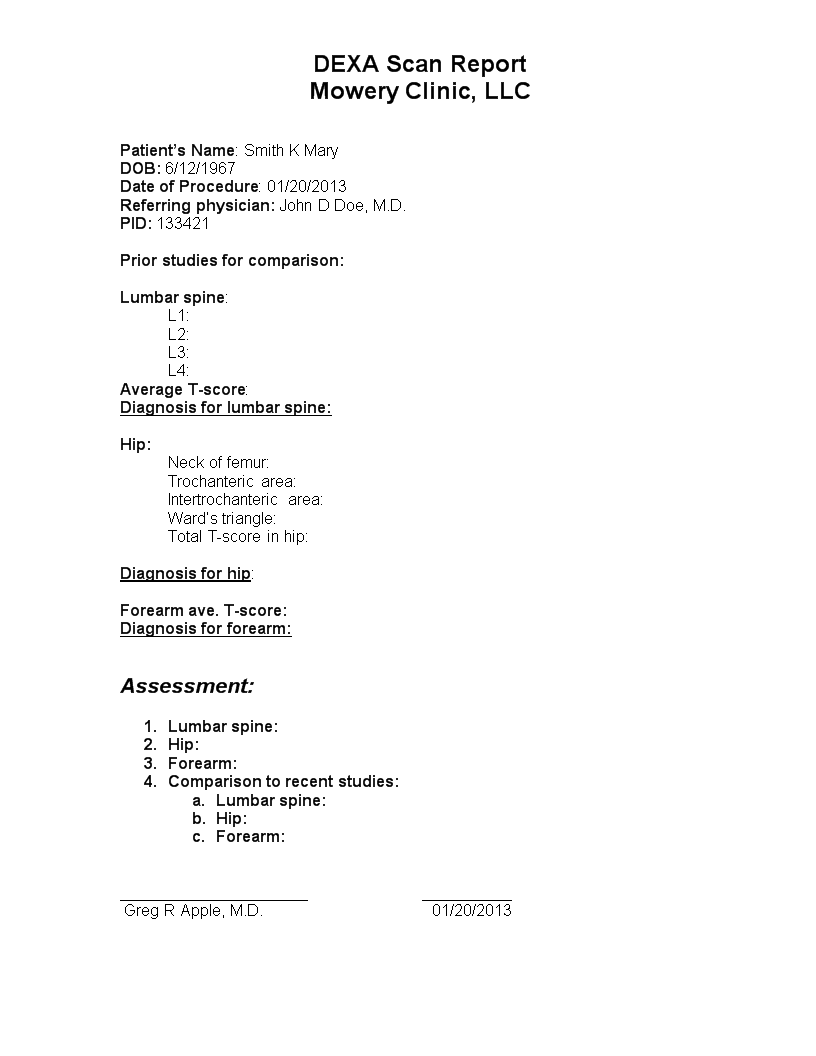 DEXA Scan Report
Mowery Clinic, LLC
Patient’s Name: Smith K Mary
DOB: 6/12/1967
Date of Procedure: 01/20/2013
Referring physician: John D Doe, M.D.
PID: 133421
Prior studies for comparison:
Lumbar spine:
L1:
L2:
L3:
L4:
Average T-score:
Diagnosis for lumbar spine:
Hip:
Neck of femur:
Trochanteric area:
Intertrochanteric area:
Ward’s triangle:
Total T-score in hip:
Diagnosis for hip:
Forearm ave. T-score:
Diagnosis for forearm:
Assessment:
1. Lumbar spine:
2. Hip:
3. Forearm:
4. Comparison to recent studies:
a. Lumbar spine:
b. Hip:
c. Forearm:
Greg R Apple, M.D. 01/20/2013